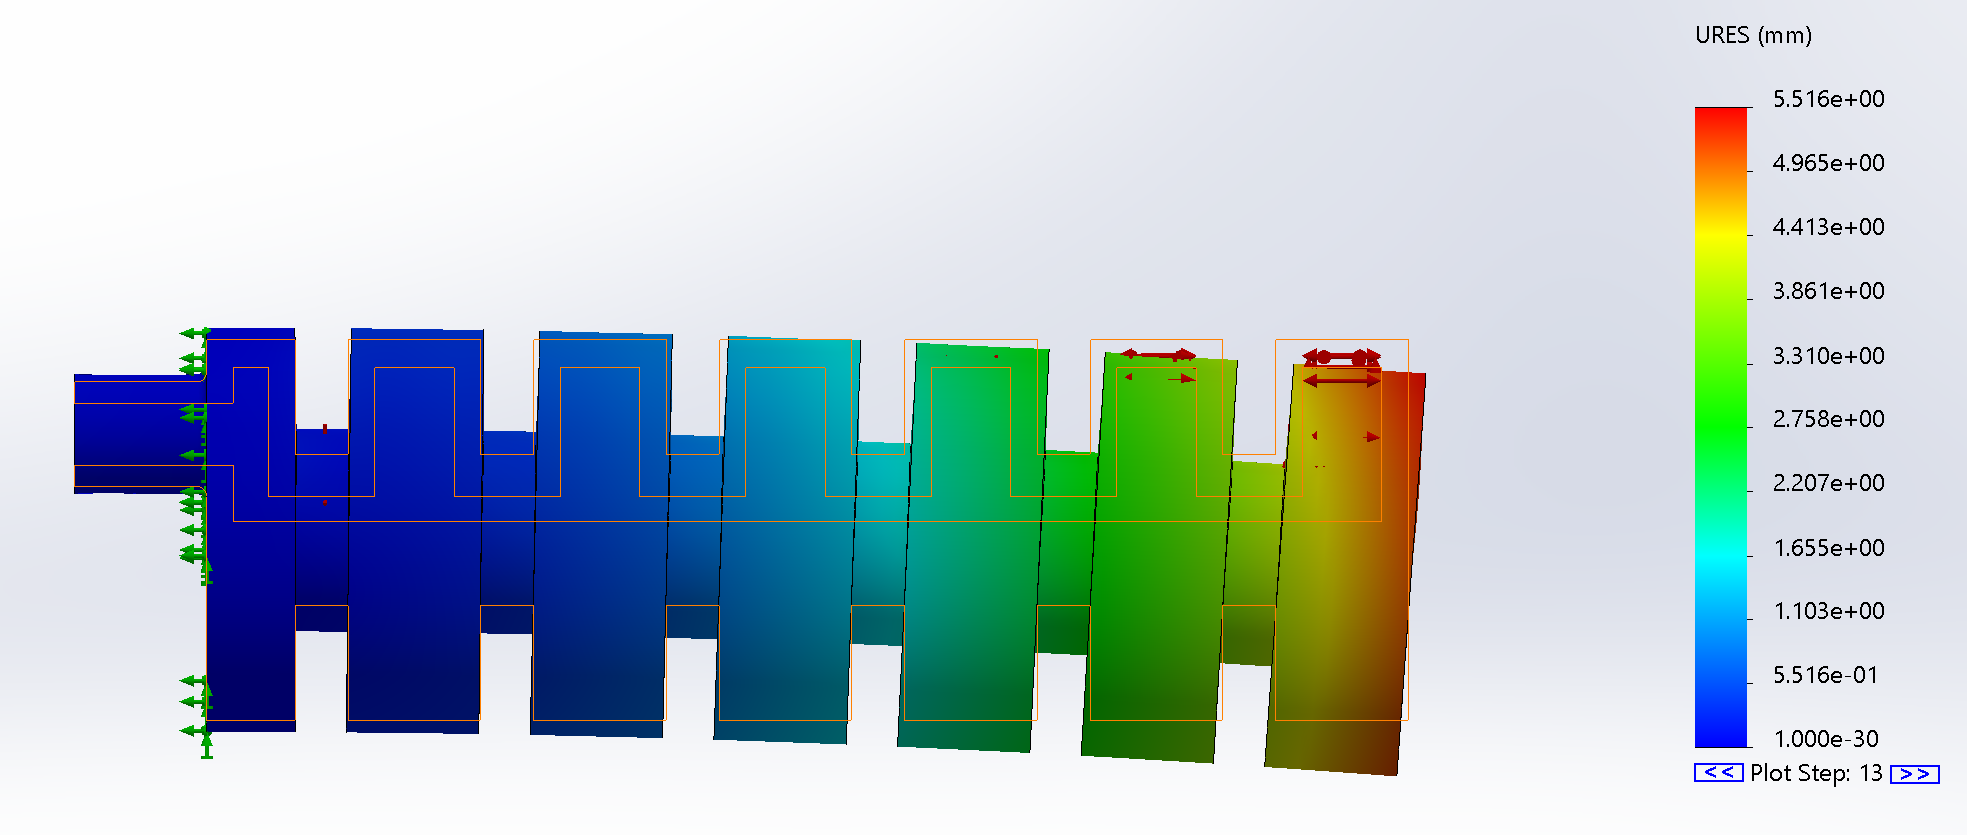 URES (mm)
5.516e+00
4.965e+00
4.413e+00
3.861e+00
3.310e+00
2.758e+00
2.207e+00
1.655e+00
1.103e+00
5.516e-01
1.000e-30
<< Plot Step: 13 >>